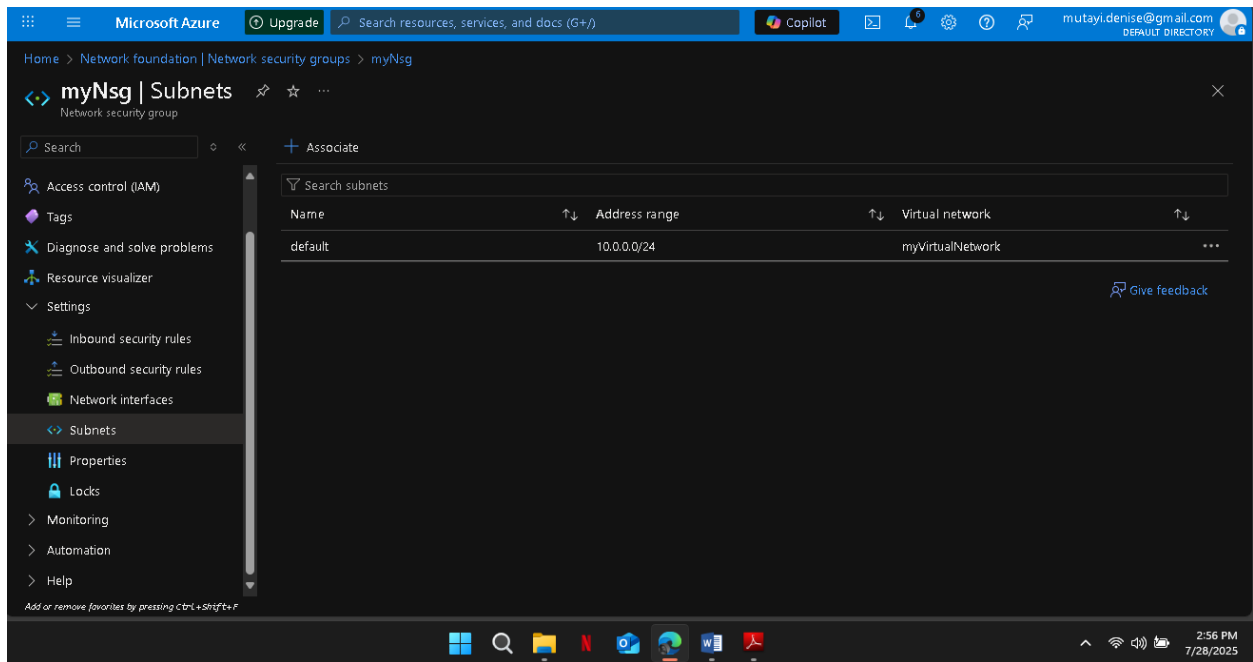 Microsoft Azure
Upgrade
Search resources, services, and docs (G+/)
Copilot
6
mutayi.denise@gmail.com
DEFAULT DIRECTORY
Home > Network foundation | Network security groups > myNsg
myNsg | Subnets
Network security group
Search
Associate
Access control (IAM)
Tags
Diagnose and solve problems
Resource visualizer
Settings
Inbound security rules
Outbound security rules
Network interfaces
Subnets
Properties
Locks
Monitoring
Automation
Help
Add or remove favorites by pressing Ctrl+Shift+F
Search subnets
Name Address range Virtual network
default 10.0.0.0/24 myVirtualNetwork
Give feedback
2:56 PM
7/28/2025